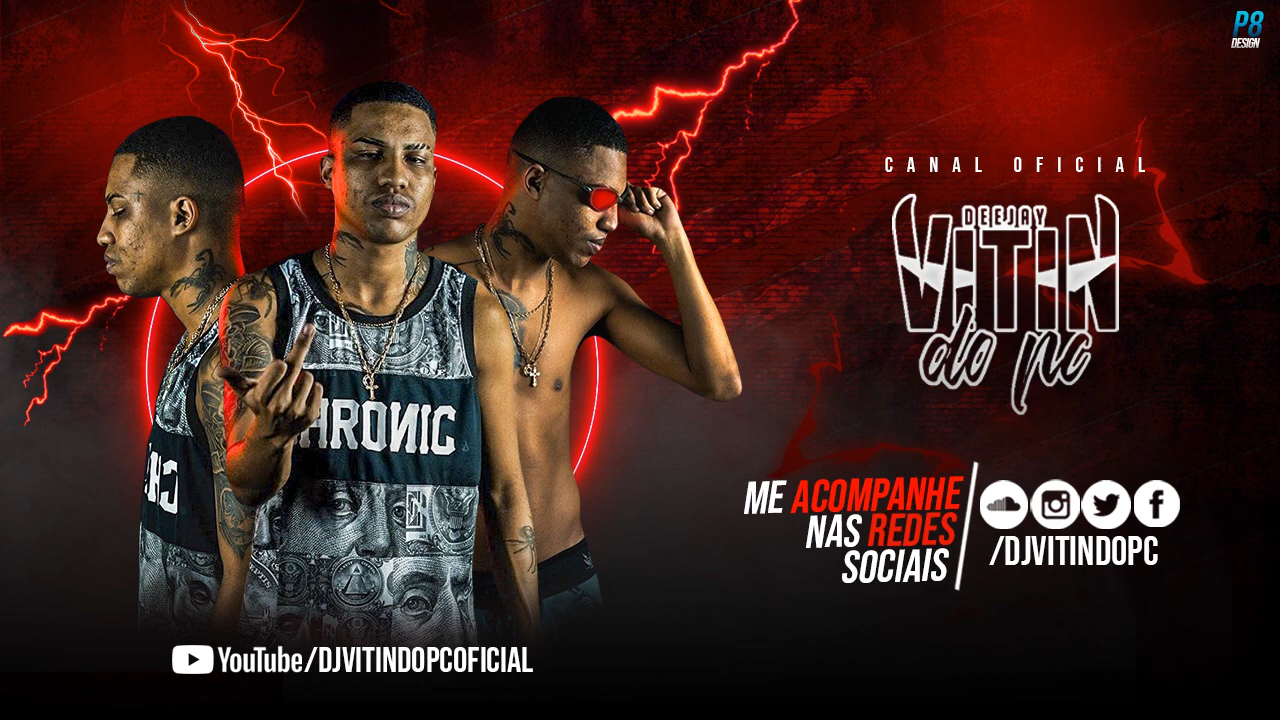 P8
DESIGN
CANAL OFICIAL
DEEJAY
VITIN
do pc
CHRONIC
ME ACOMPANHE
NAS REDES
SOCIAIS
/DJVITINDOPC
YouTube/DJVITINDOPCOFICIAL